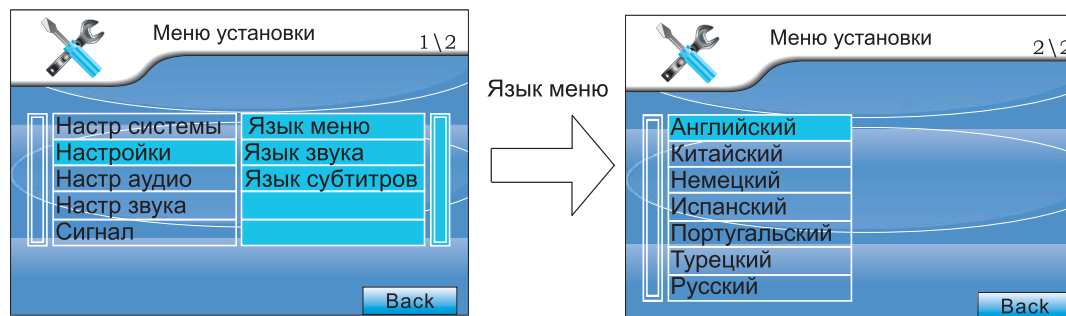 Меню установки
1\2
Настр системы
Язык меню
Настройки
Язык звука
Настр аудио
Язык субтитров
Настр звука
Сигнал
Back
Язык меню
Меню установки
2\2
Английский
Китайский
Немецкий
Испанский
Португальский
Турецкий
Русский
Back